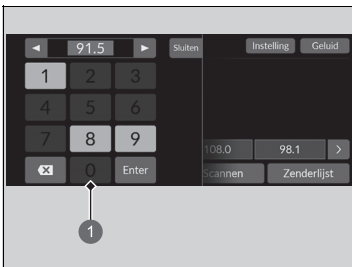 91.5 Sluiten Instelling Geluid
1 2 3
4 5 6
7 8 9
108.0 98.1
0 Enter Scannen Zenderlijst
1